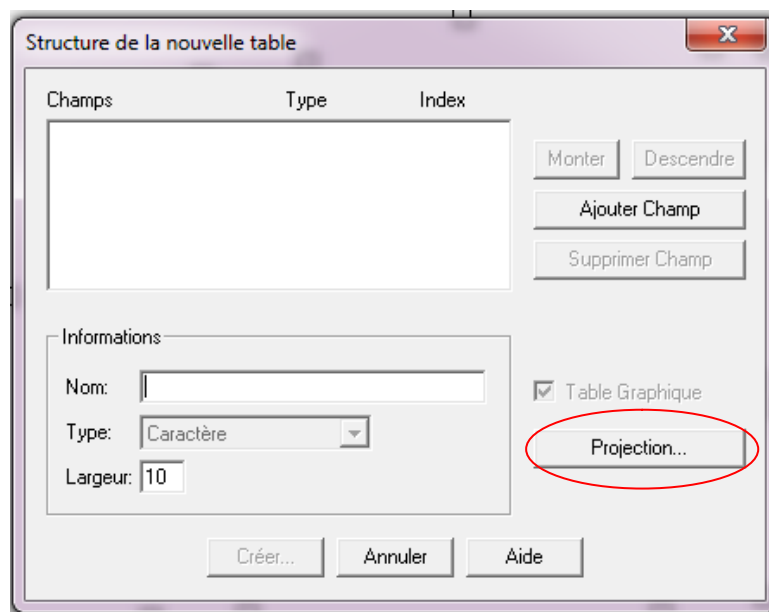 Structure de la nouvelle table
Champs Type Index
Monter Descendre
Ajouter Champ
Supprimer Champ
Informations
Nom:
Table Graphique
Type: Caractère
Projection...
Largeur: 10
Créer... Annuler Aide